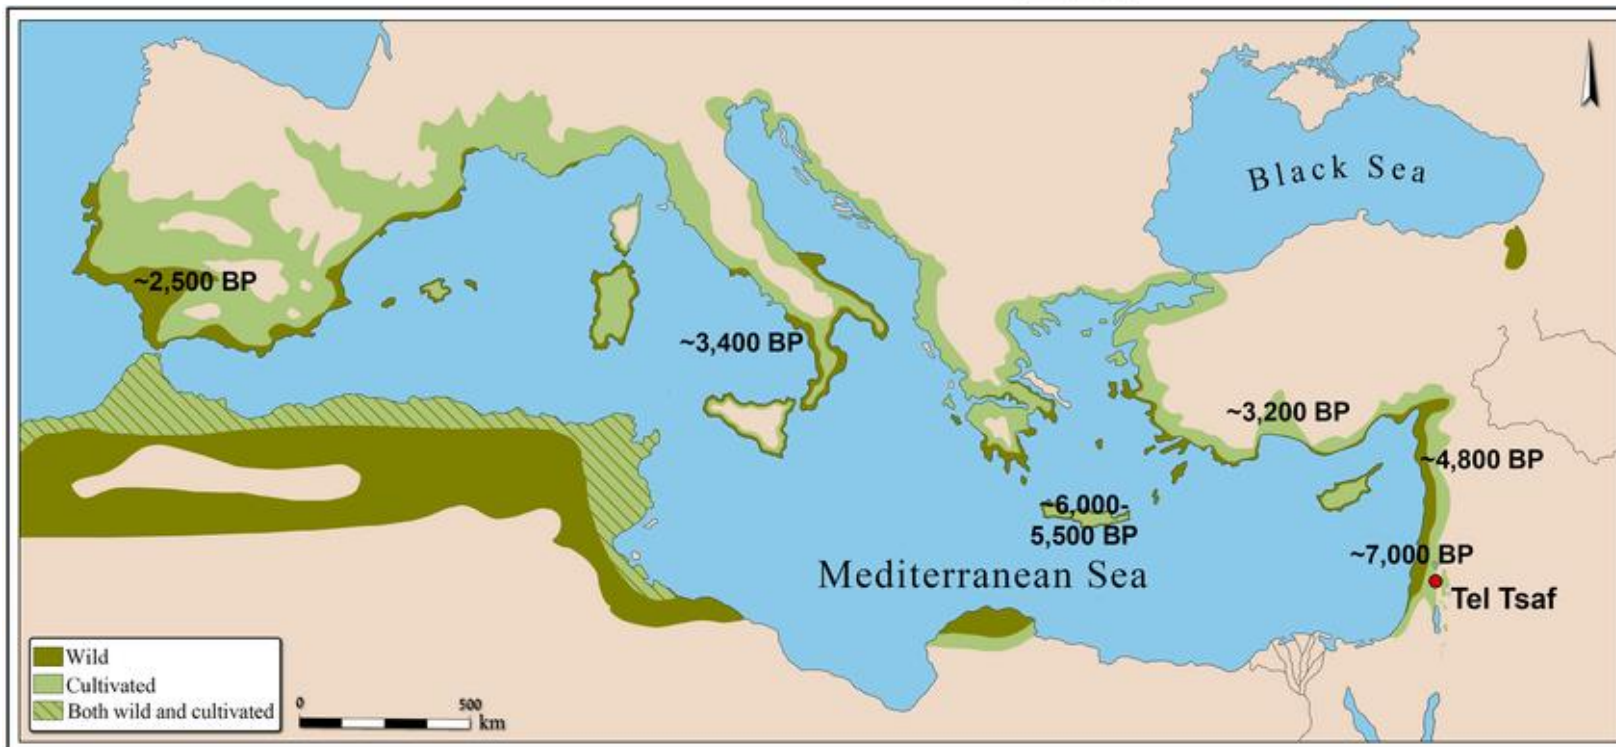 Black Sea
~2,500 BP
~3,400 BP
~3,200 BP
~4,800 BP
~6,000-
5,500 BP
~7,000 BP
Mediterranean Sea
Tel Tsaf
Wild
Cultivated
Both wild and cultivated
0 500
km